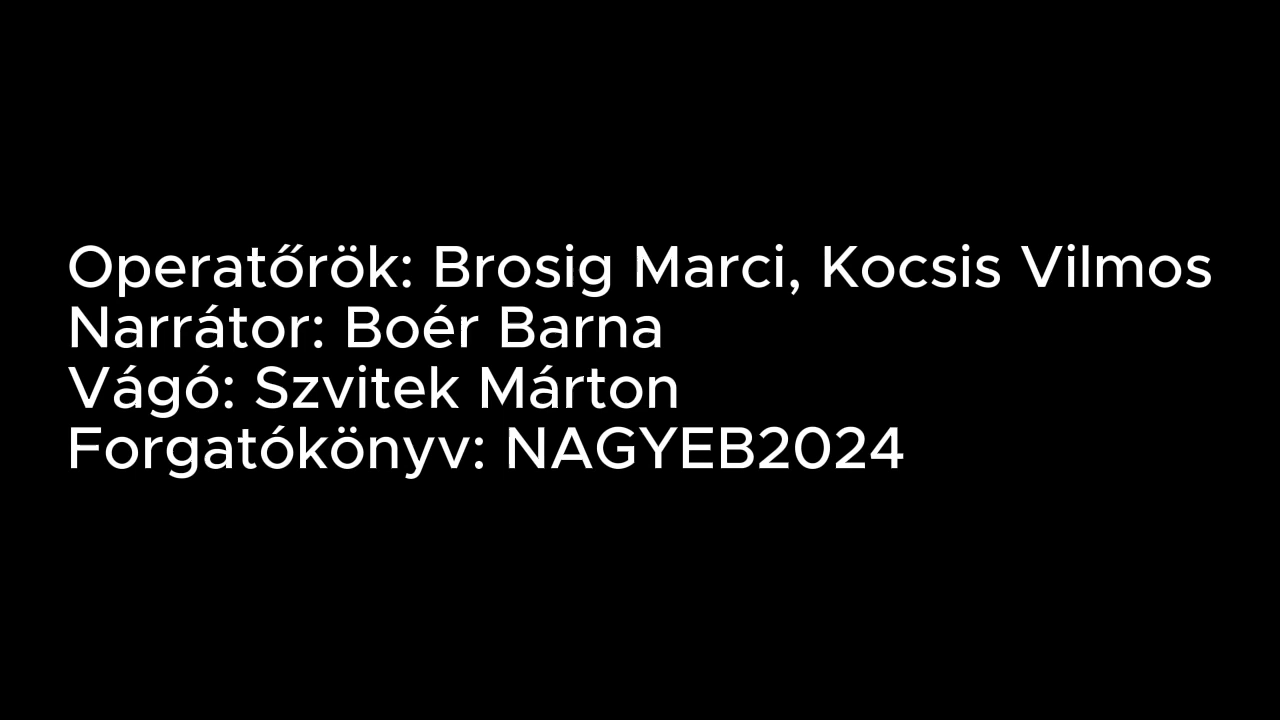 Operatőrök: Brosig Marci, Kocsis Vilmos
Narrátor: Boér Barna
Vágó: Szvitek Márton
Forgatókönyv: NAGYEB2024